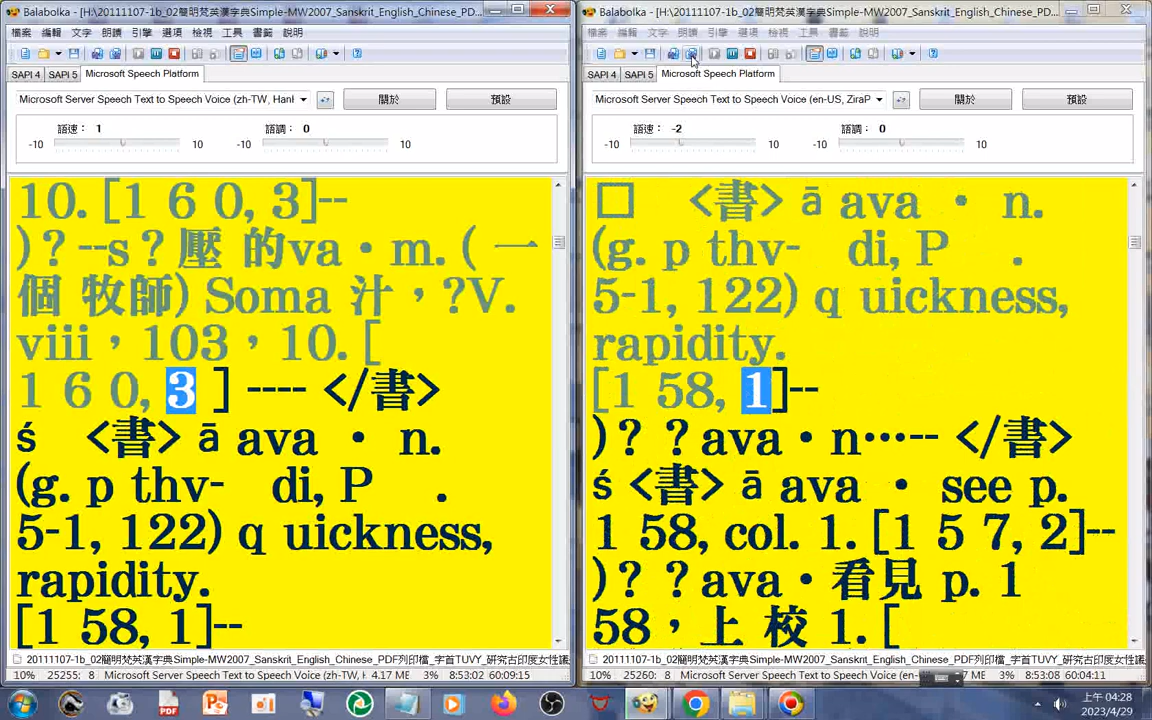 Balabolka - [H:\20111107-1b_02簡明梵英漢字典Simple-MW2007_Sanskrit_English_Chinese_PD...
檔案 編輯 文字 朗讀 引擎 選項 檢視 工具 書籤 說明
SAPI 4 SAPI 5 Microsoft Speech Platform
Microsoft Server Speech Text to Speech Voice (zh-TW, Hanl 關於 預設
語速： 1 語調： 0
-10 10 -10 10
10. [1 6 0, 3]--
)？--s？壓 的va・m. ( 一
個 牧師) Soma 汁，?V.
viii，103，10. [
1 6 0, 3 ] ---- </書>
ś <書> ā ava ・ n.
(g. p thv- di, P .
5-1, 122) q uickness,
rapidity.
[1 58, 1]--
20111107-1b_02簡明梵英漢字典Simple-MW2007_Sanskrit_English_Chinese_PDF列印檔_字首TUVY_研究古印度女性議
10% 25255: 8 Microsoft Server Speech Text to Speech Voice (zh-TW, H 4.17 MB 3% 8:53:02 60:09:15
Balabolka - [H:\20111107-1b_02簡明梵英漢字典Simple-MW2007_Sanskrit_English_Chinese_PD...
檔案 編輯 文字 朗讀 引擎 選項 檢視 工具 書籤 說明
SAPI 4 SAPI 5 Microsoft Speech Platform
Microsoft Server Speech Text to Speech Voice (en-US, ZiraP 關於 預設
語速： -2 語調： 0
-10 10 -10 10
□ <書> ā ava ・ n.
(g. p thv- di, P .
5-1, 122) q uickness,
rapidity.
[1 58, 1]--
)？ ？ava・n…-- </書>
ś <書> ā ava ・ see p.
1 58, col. 1. [1 5 7, 2]--
)？ ？ava・看見 p. 1
58，上 校 1. [
20111107-1b_02簡明梵英漢字典Simple-MW2007_Sanskrit_English_Chinese_PDF列印檔_字首TUVY_研究古印度女性議
10% 25260: 8 Microsoft Server Speech Text to Speech Voice (en- MB 3% 8:53:08 60:04:11
上午 04:28
2023/4/29